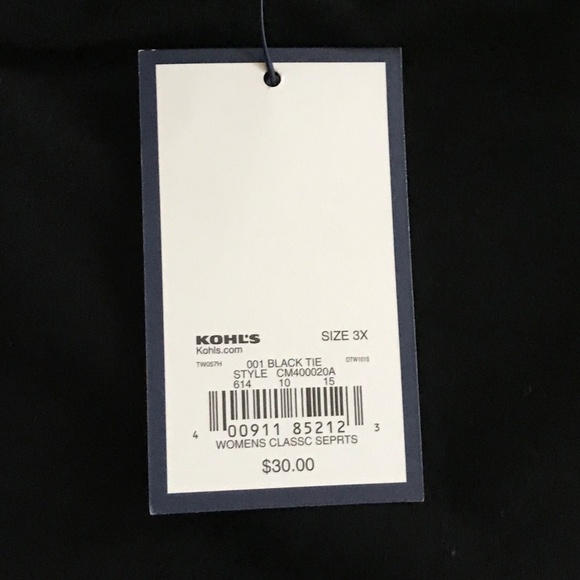 KOHL'S SIZE 3X
Kohls.com
TW057H 001 BLACK TIE
STYLE CM400020A
614 10 15
4 00911 85212 3
WOMENS CLASSC SEPRTS
$30.00